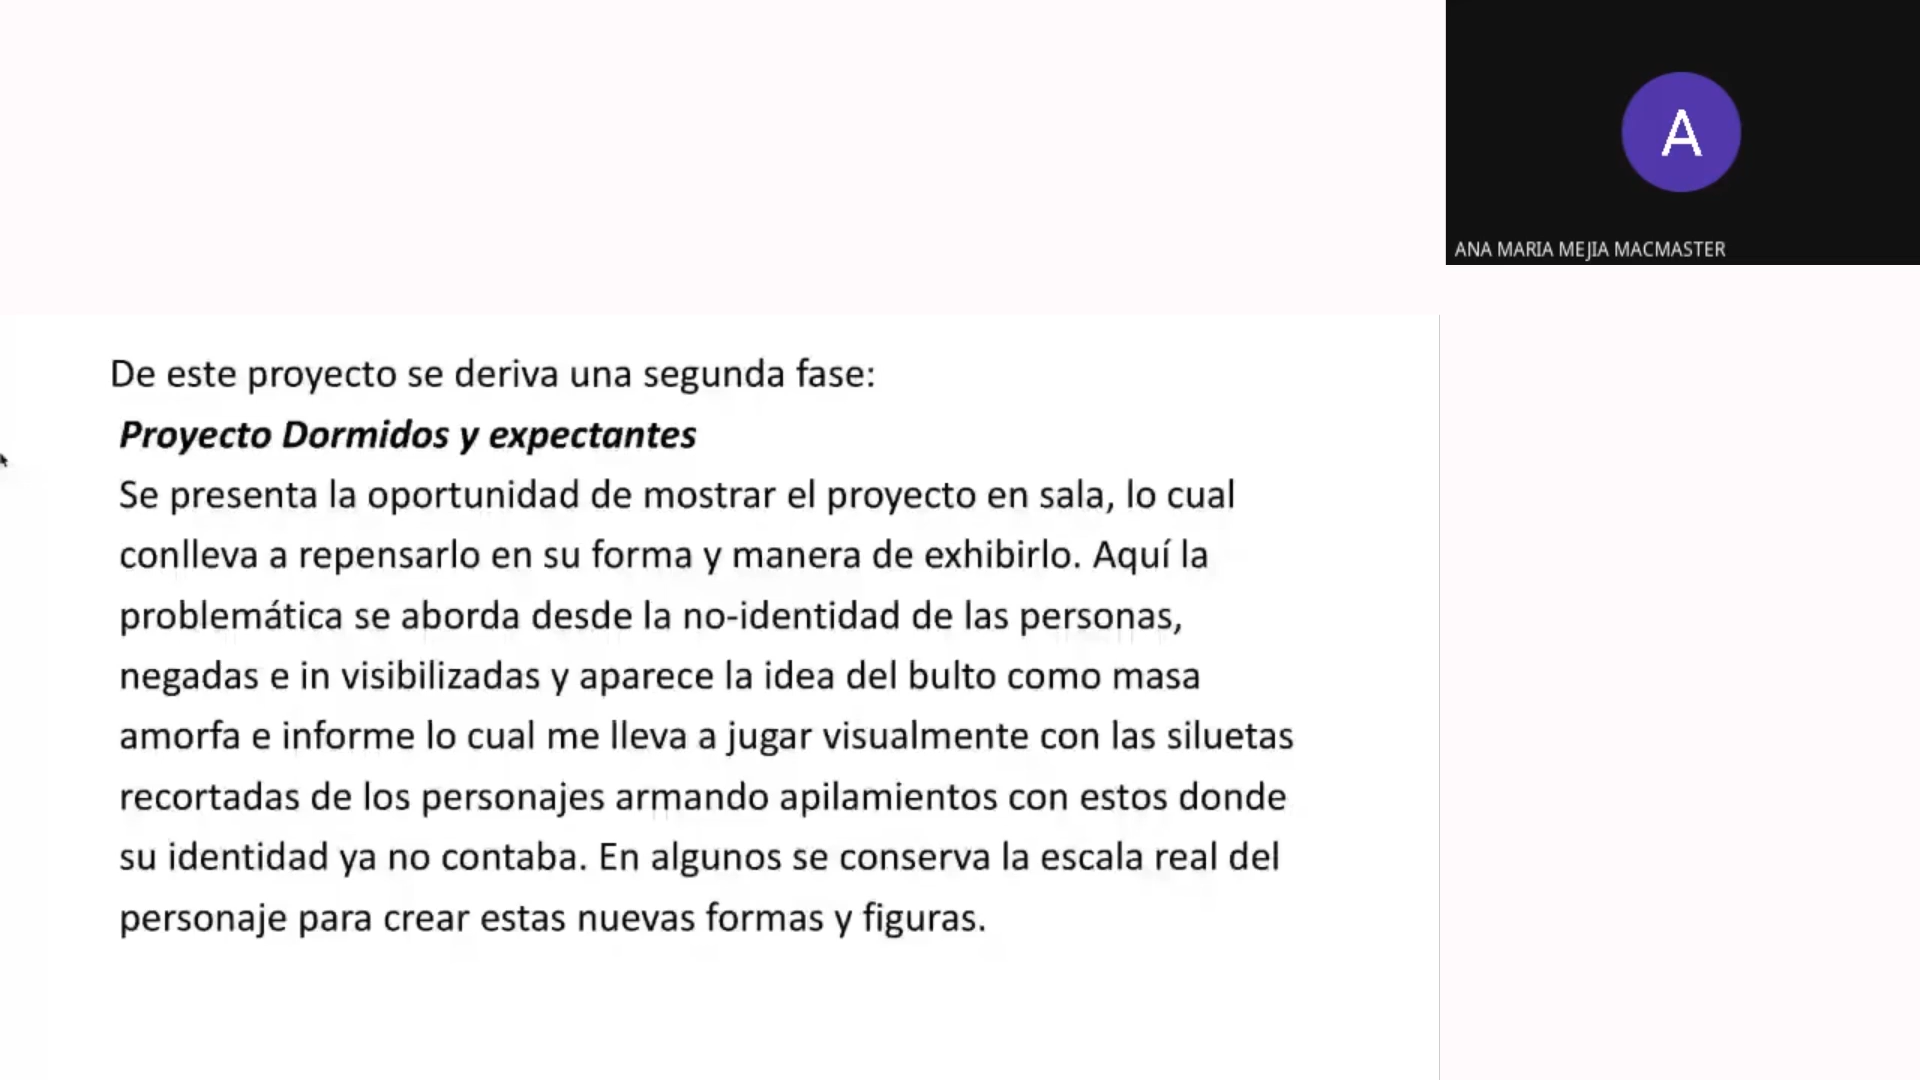 A
ANA MARIA MEJIA MACMASTER
De este proyecto se deriva una segunda fase:
Proyecto Dormidos y expectantes
Se presenta la oportunidad de mostrar el proyecto en sala, lo cual
conlleva a repensarlo en su forma y manera de exhibirlo. Aquí la
problemática se aborda desde la no-identidad de las personas,
negadas e in visibilizadas y aparece la idea del bulto como masa
amorfa e informe lo cual me lleva a jugar visualmente con las siluetas
recortadas de los personajes armando apilamientos con estos donde
su identidad ya no contaba. En algunos se conserva la escala real del
personaje para crear estas nuevas formas y figuras.